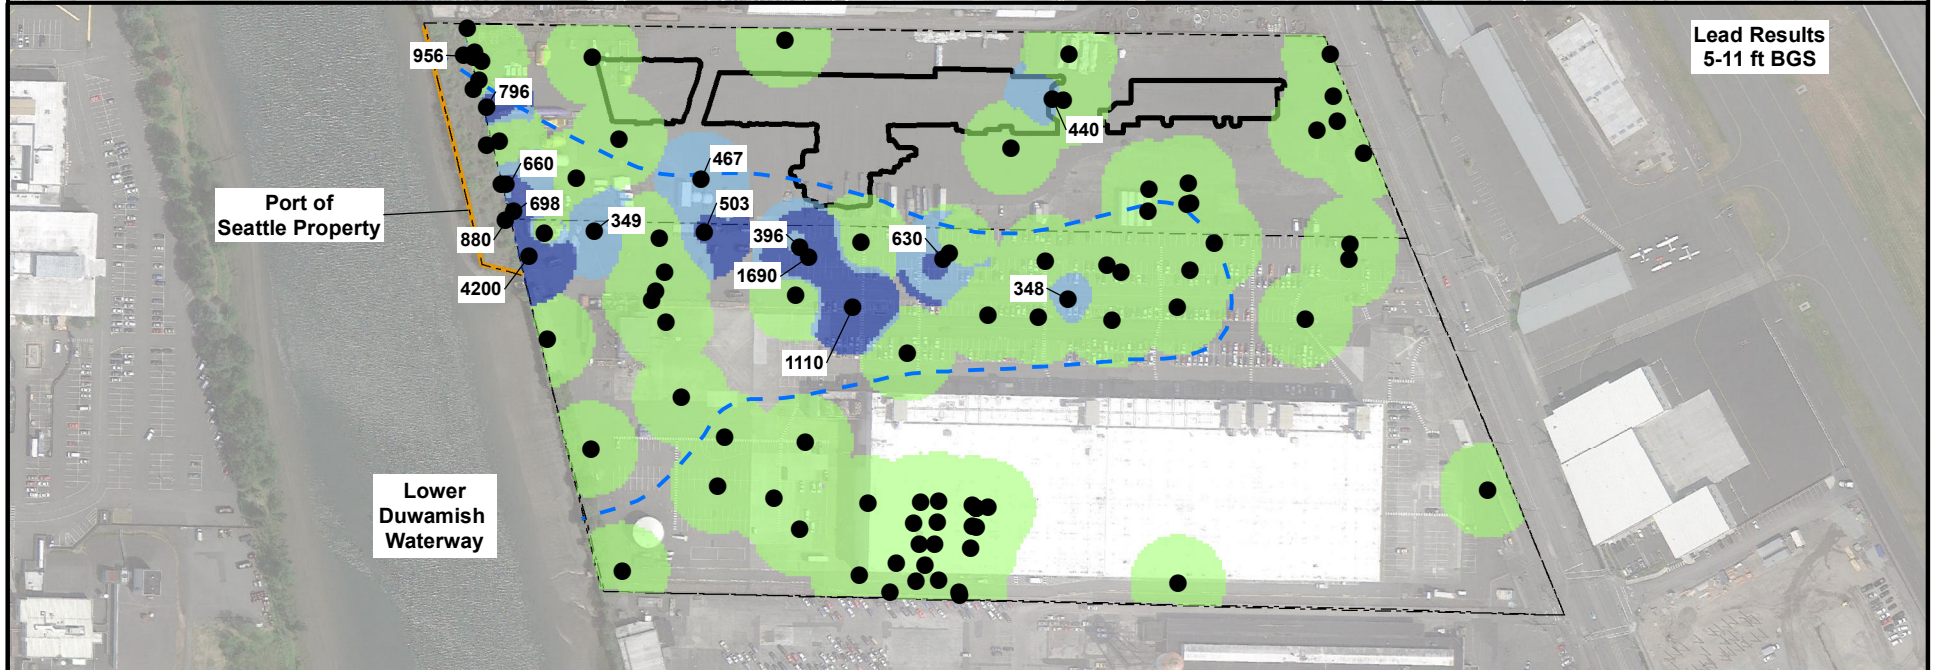 Lead Results
5-11 ft BGS
956
796
440
467
660
698
349
503
Port of
Seattle Property
880
396
630
1690
4200
348
1110
Lower
Duwamish
Waterway